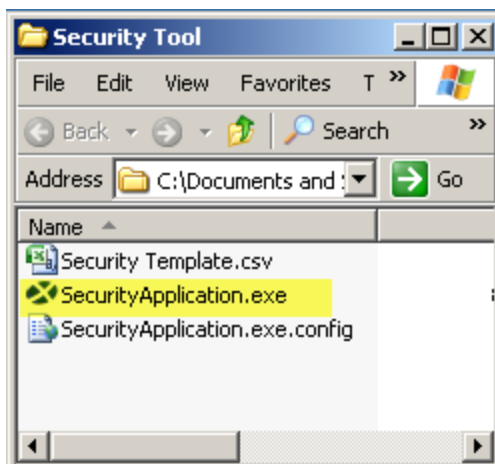 Security Tool
File Edit View Favorites T »
Back Search »
Address C:\Documents and Go
Name
Security Template.csv
SecurityApplication.exe
SecurityApplication.exe.config